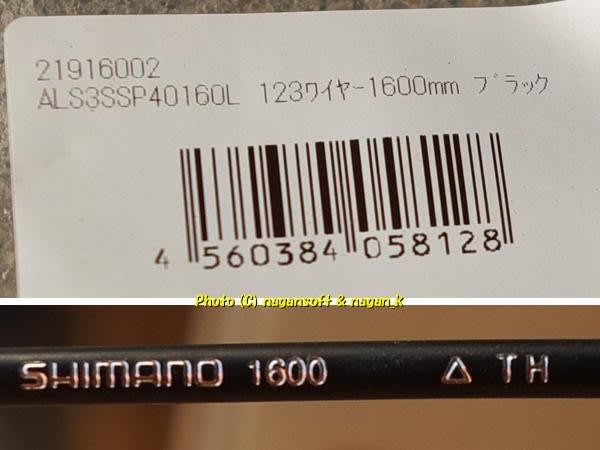 21916002
ALS3SSP40160L 123ワイヤｰ1600mm ブラック
4 560384 058128
Photo (C) nagansoft & nagan_k
SHIMANO 1600 △ TH